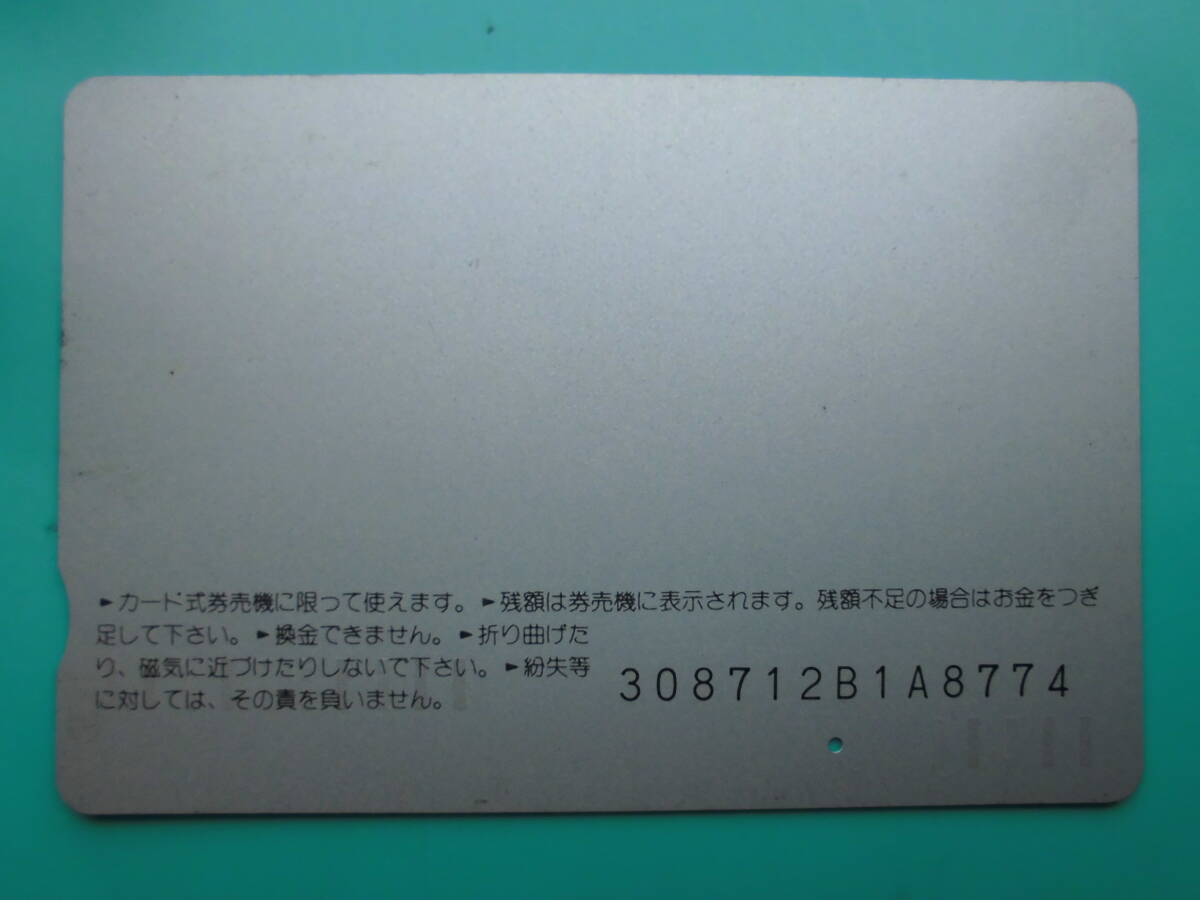 ►カード式券売機に限って使えます。►残額は券売機に表示されます。残額不足の場合はお金をつぎ
足して下さい。►換金できません。►折り曲げた
り、磁気に近づけたりしないで下さい。►紛失等
に対しては、その責を負いません。
308712B1A8774